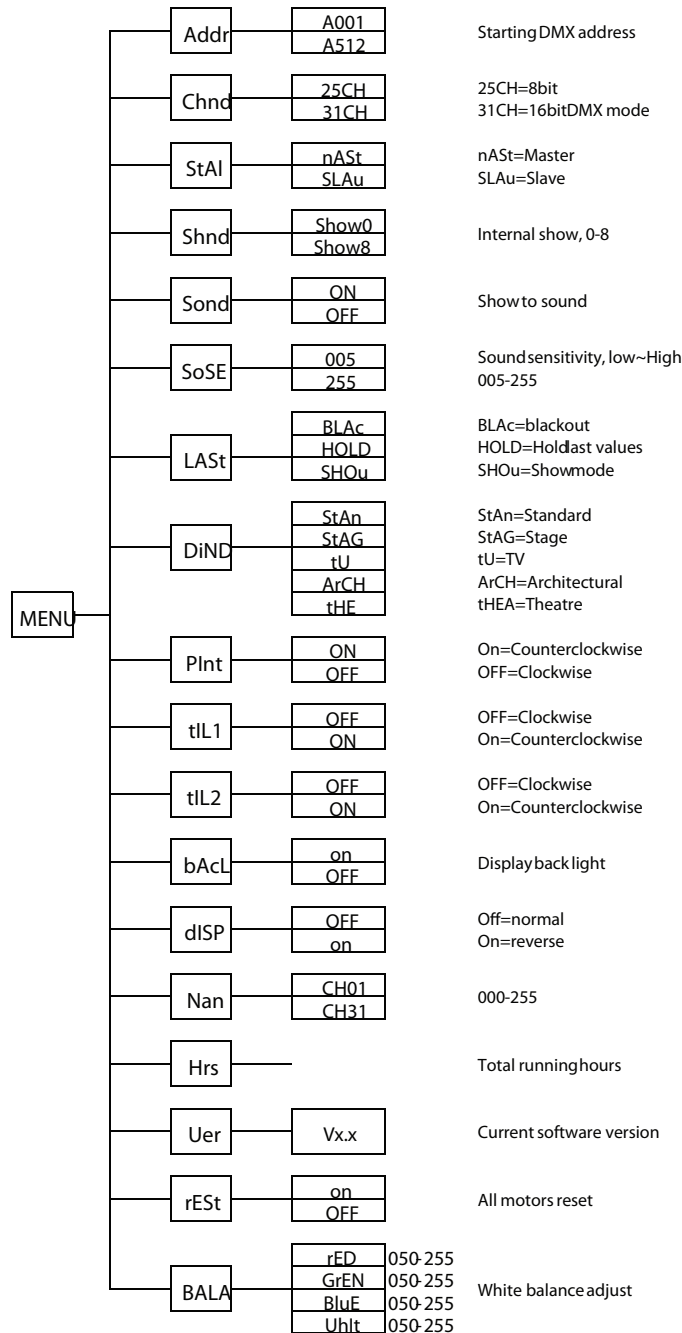 Addr A001 Starting DMX address
A512
Chnd 25CH 25CH=8bit
31CH 31CH=16bitDMX mode
StAl nASt nASt=Master
SLAu SLAu=Slave
Shnd Show0 Internal show, 0-8
Show8
Sond ON Show to sound
OFF
SoSE 005 Sound sensitivity, low~High
255 005-255
LASt BLAc BLAc=blackout
HOLD HOLD=Hold last values
SHOu SHOu=Show mode
DiND StAn StAn=Standard
StAG StAG=Stage
tU tU=TV
ArCH ArCH=Architectural
tHE tHEA=Theatre
MENU
PInt ON On=Counterclockwise
OFF OFF=Clockwise
tIL1 OFF OFF=Clockwise
ON On=Counterclockwise
tIL2 OFF OFF=Clockwise
ON On=Counterclockwise
bAcL on Display back light
OFF
dISP OFF Off=normal
on On=reverse
Nan CH01 000-255
CH31
Hrs Total running hours
Uer Vx.x Current software version
rESt on All motors reset
OFF
BALA rED 050-255 White balance adjust
GrEN 050-255
BluE 050-255
UhIt 050-255